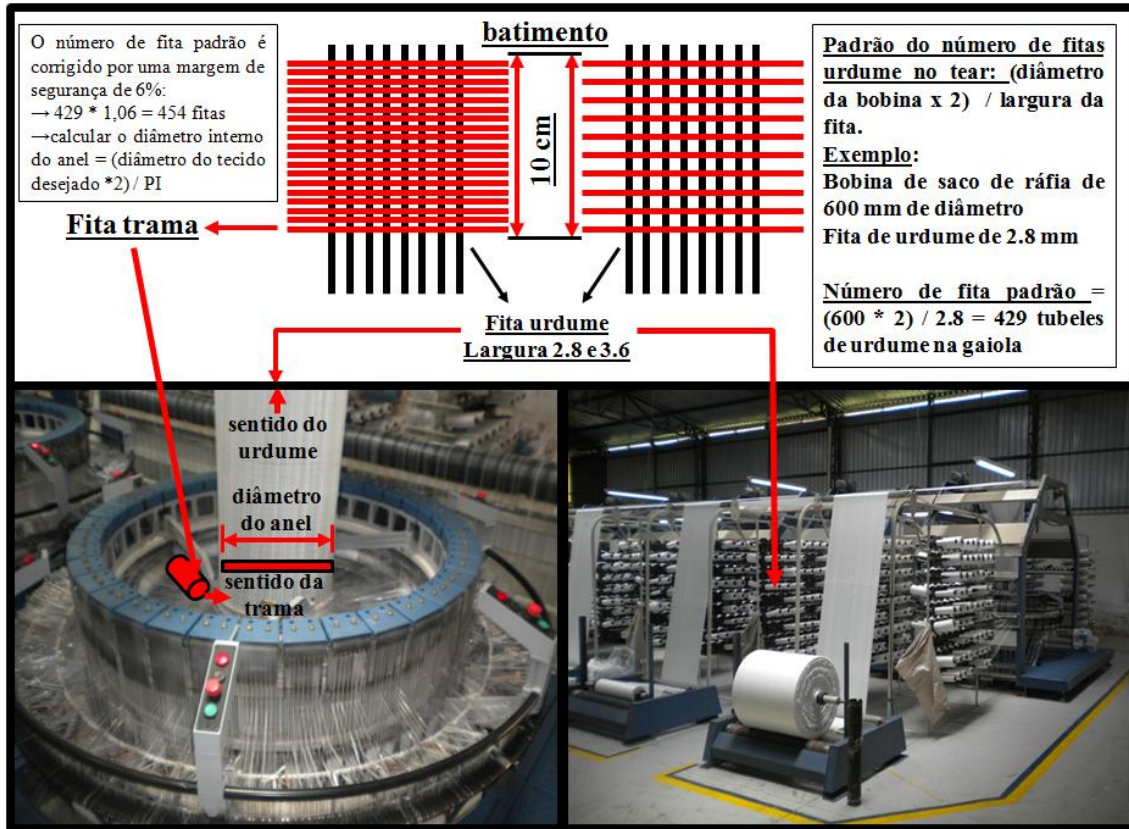 O número de fita padrão é
corrigido por uma margem de
segurança de 6%:
→ 429 * 1,06 = 454 fitas
→calcular o diâmetro interno
do anel = (diâmetro do tecido
desejado *2) / PI
batimento
10 cm
Padrão do número de fitas
urdume no tear: (diâmetro
da bobina x 2) / largura da
fita.
Exemplo:
Bobina de saco de ráfia de
600 mm de diâmetro
Fita de urdume de 2.8 mm
Número de fita padrão =
(600 * 2) / 2.8 = 429 tubeles
de urdume na gaiola
Fita trama
Fita urdume
Largura 2.8 e 3.6
sentido do
urdume
diâmetro
do anel
sentido da
trama